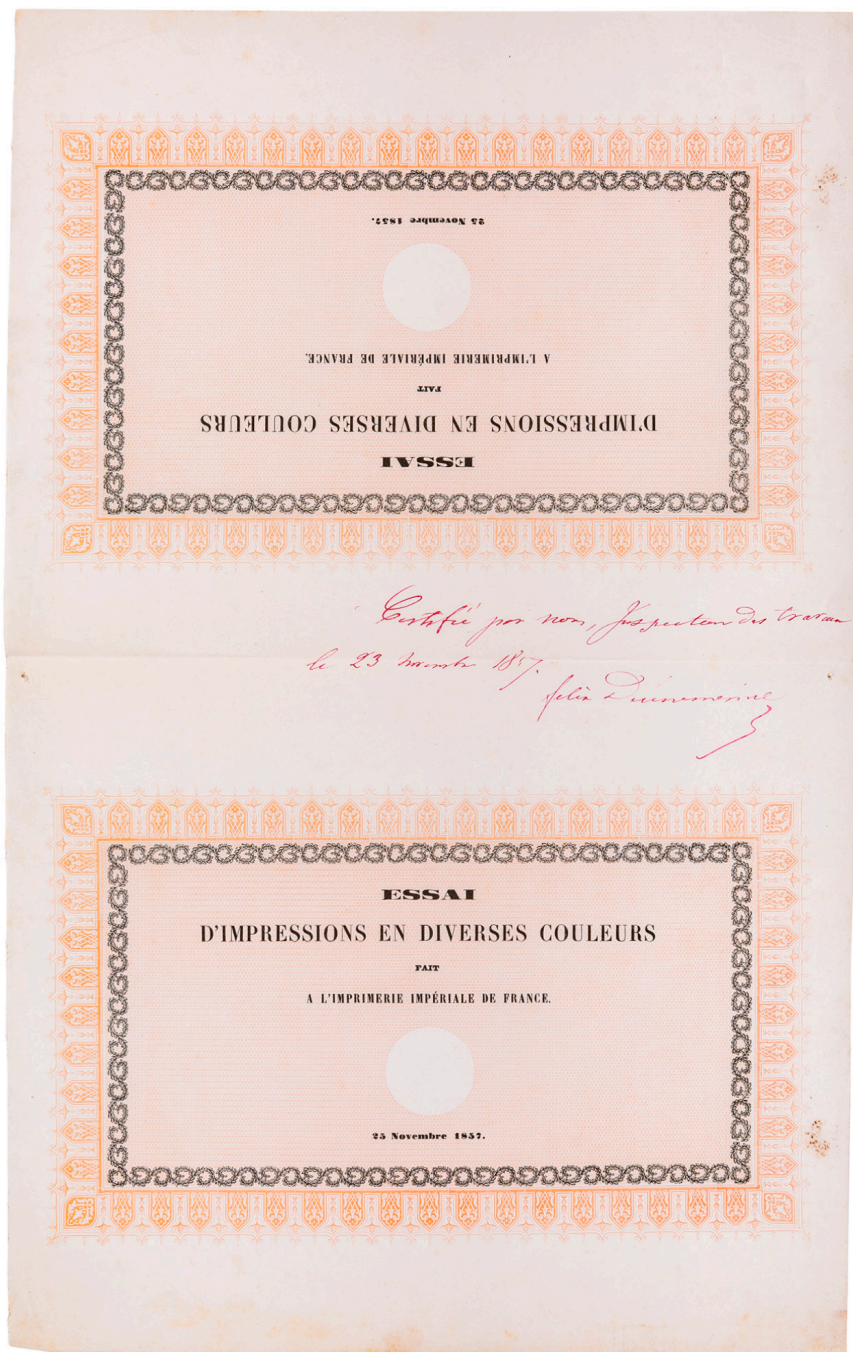 25 Novembre 1857.
A L'IMPRIMERIE IMPÉRIALE DE FRANCE.
FAIT
D'IMPRESSIONS EN DIVERSES COULEURS
ESSAI
Certifié par nous, Inspecteur des travaux
le 23 novembre 1857.
felix
ESSAI
D'IMPRESSIONS EN DIVERSES COULEURS
FAIT
A L'IMPRIMERIE IMPÉRIALE DE FRANCE.
25 Novembre 1857.